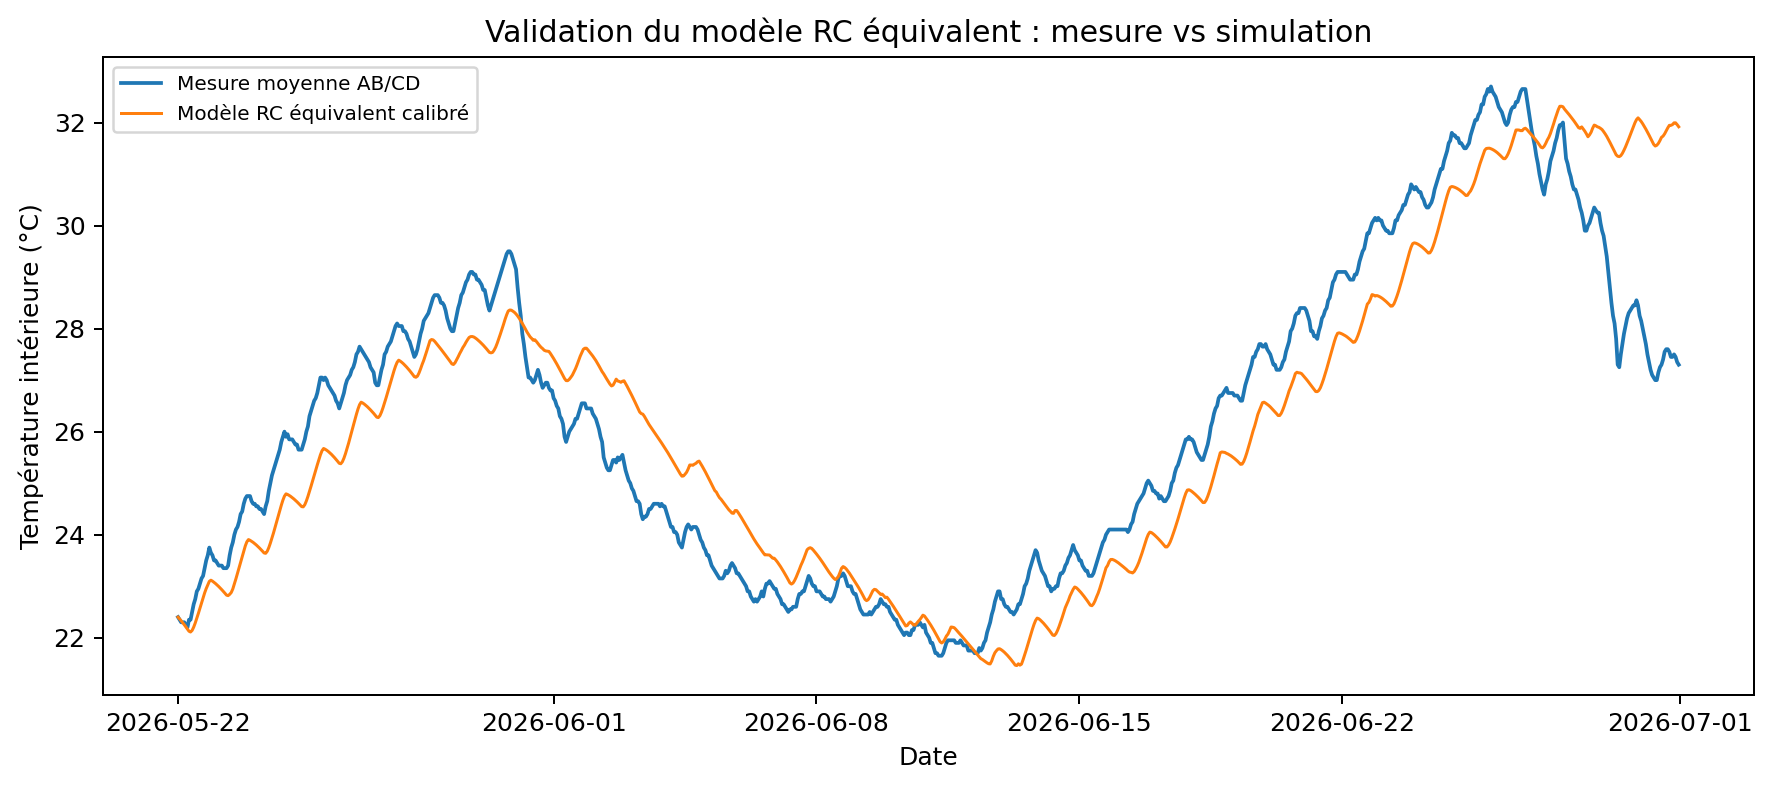 Validation du modèle RC équivalent : mesure vs simulation
Mesure moyenne AB/CD
Modèle RC équivalent calibré
Température intérieure (°C)
32
30
28
26
24
22
2026-05-22
2026-06-01
2026-06-08
2026-06-15
2026-06-22
2026-07-01
Date